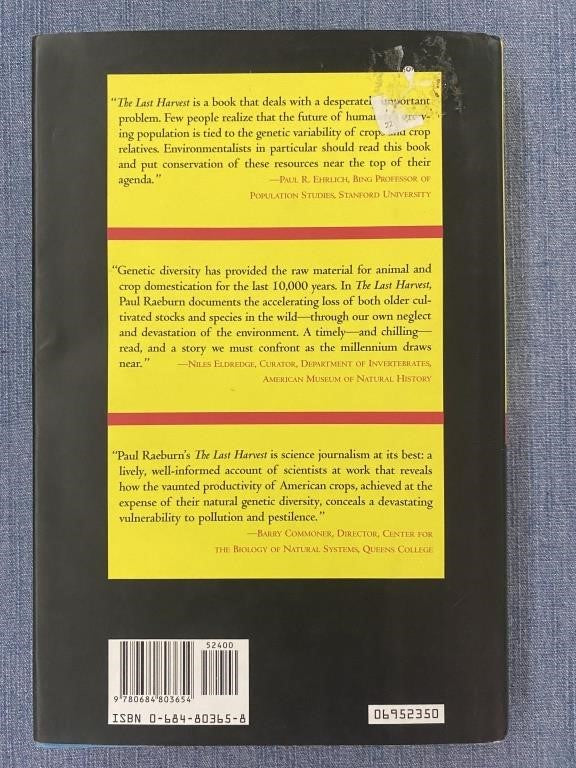 “The Last Harvest is a book that deals with a desperatel important
problem. Few people realize that the future of human
ing population is tied to the genetic variability of crops and crop
relatives. Environmentalists in particular should read this book
and put conservation of these resources near the top of their
agenda.”
—Paul R. Ehrlich, Bing Professor of
Population Studies, Stanford University
“Genetic diversity has provided the raw material for animal and
crop domestication for the last 10,000 years. In The Last Harvest,
Paul Raeburn documents the accelerating loss of both older cul-
tivated stocks and species in the wild—through our own neglect
and devastation of the environment. A timely—and chilling—
read, and a story we must confront as the millennium draws
near.” —Niles Eldredge, Curator, Department of Invertebrates,
American Museum of Natural History
“Paul Raeburn’s The Last Harvest is science journalism at its best: a
lively, well-informed account of scientists at work that reveals
how the vaunted productivity of American crops, achieved at the
expense of their natural genetic diversity, conceals a devastating
vulnerability to pollution and pestilence.”
—Barry Commoner, Director, Center for
the Biology of Natural Systems, Queens College
52400
9 780684 803654
ISBN 0-684-80365-8
06952350